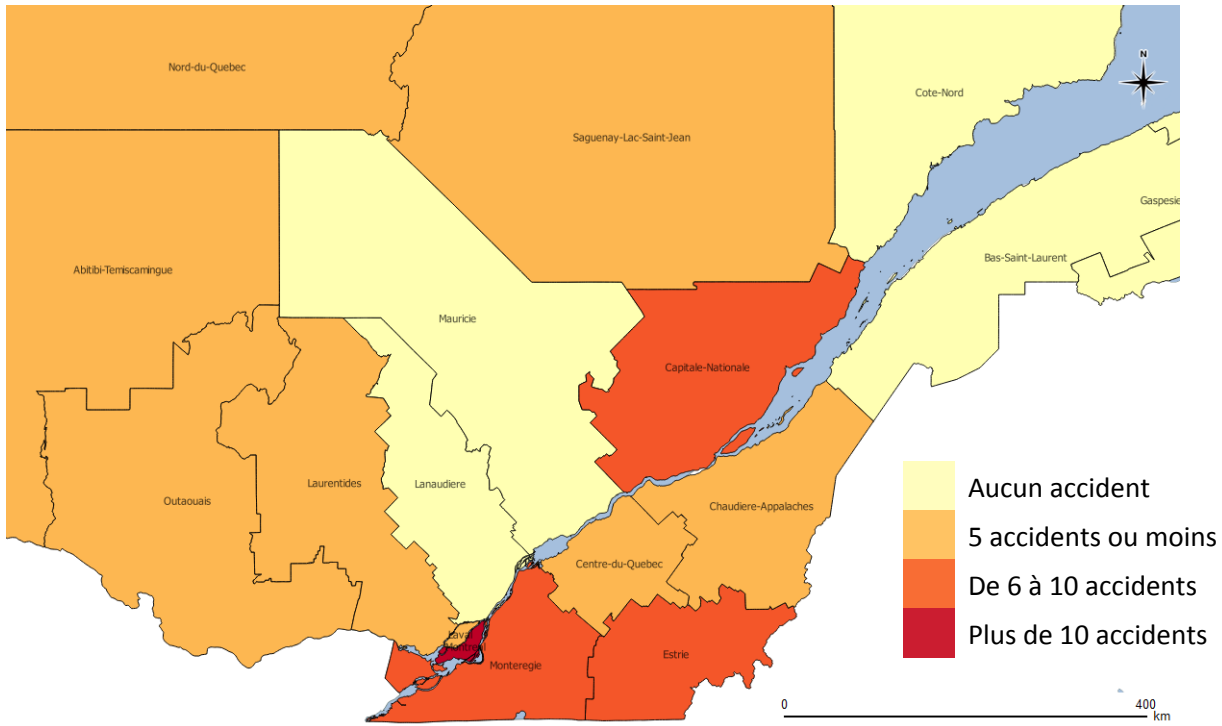 Nord-du-Quebec
N
Cote-Nord
Saguenay-Lac-Saint-Jean
Gaspesie
Bas-Saint-Laurent
Abitibi-Temiscamingue
Mauricie
Capitale-Nationale
Outaouais
Laurentides
Lanaudiere
Chaudiere-Appalaches
Centre-du-Quebec
Laval
Montreal
Monteregie
Estrie
Aucun accident
5 accidents ou moins
De 6 à 10 accidents
Plus de 10 accidents
0 400
km